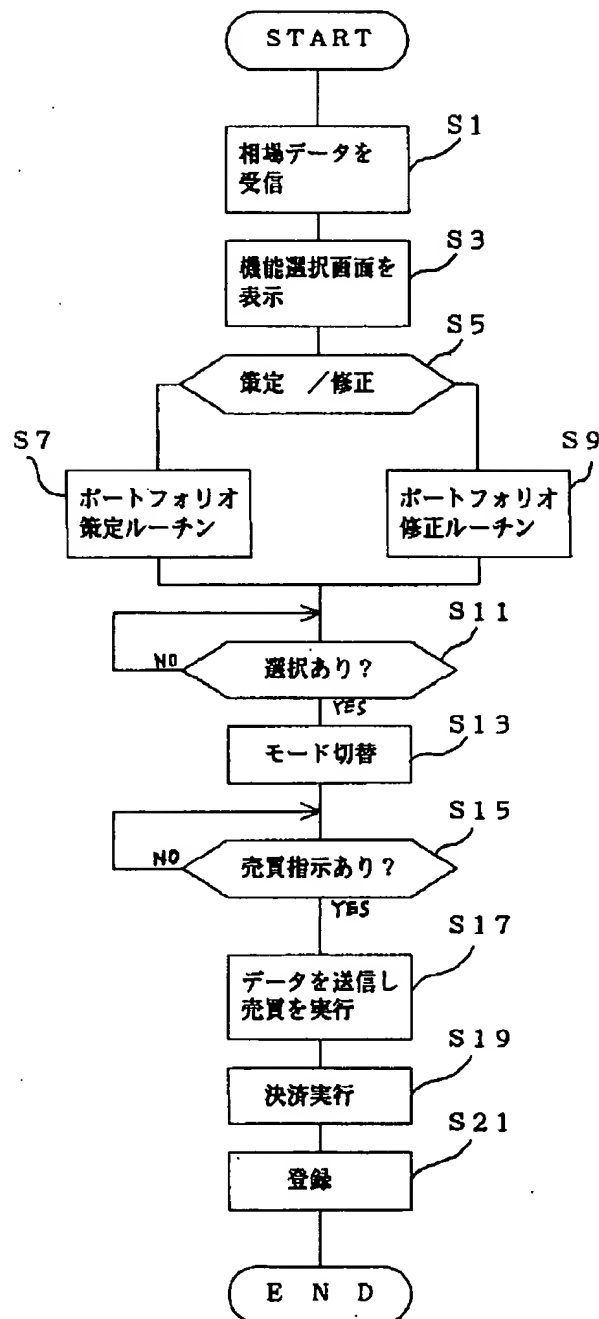 START
S1
相場データを
受信
S3
機能選択画面を
表示
S5
策定 ／修正
S7
ポートフォリオ
策定ルーチン
S9
ポートフォリオ
修正ルーチン
S11
選択あり？
NO
YES
S13
モード切替
S15
売買指示あり？
NO
YES
S17
データを送信し
売買を実行
S19
決済実行
S21
登録
E N D